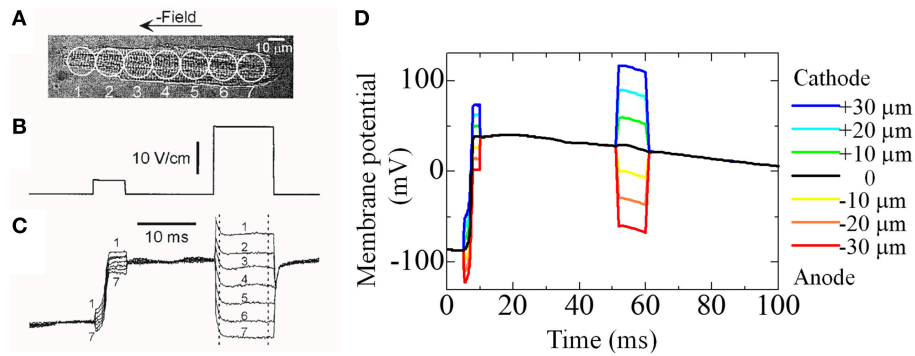 A
-Field
10 µm
1 2 3 4 5 6 7
B
10 V/cm
C
10 ms
1
7
1
7
1
2
3
4
5
6
7
D
Membrane potential
(mV)
100
0
-100
0 20 40 60 80 100
Time (ms)
Cathode
+30 µm
+20 µm
+10 µm
0
-10 µm
-20 µm
-30 µm
Anode